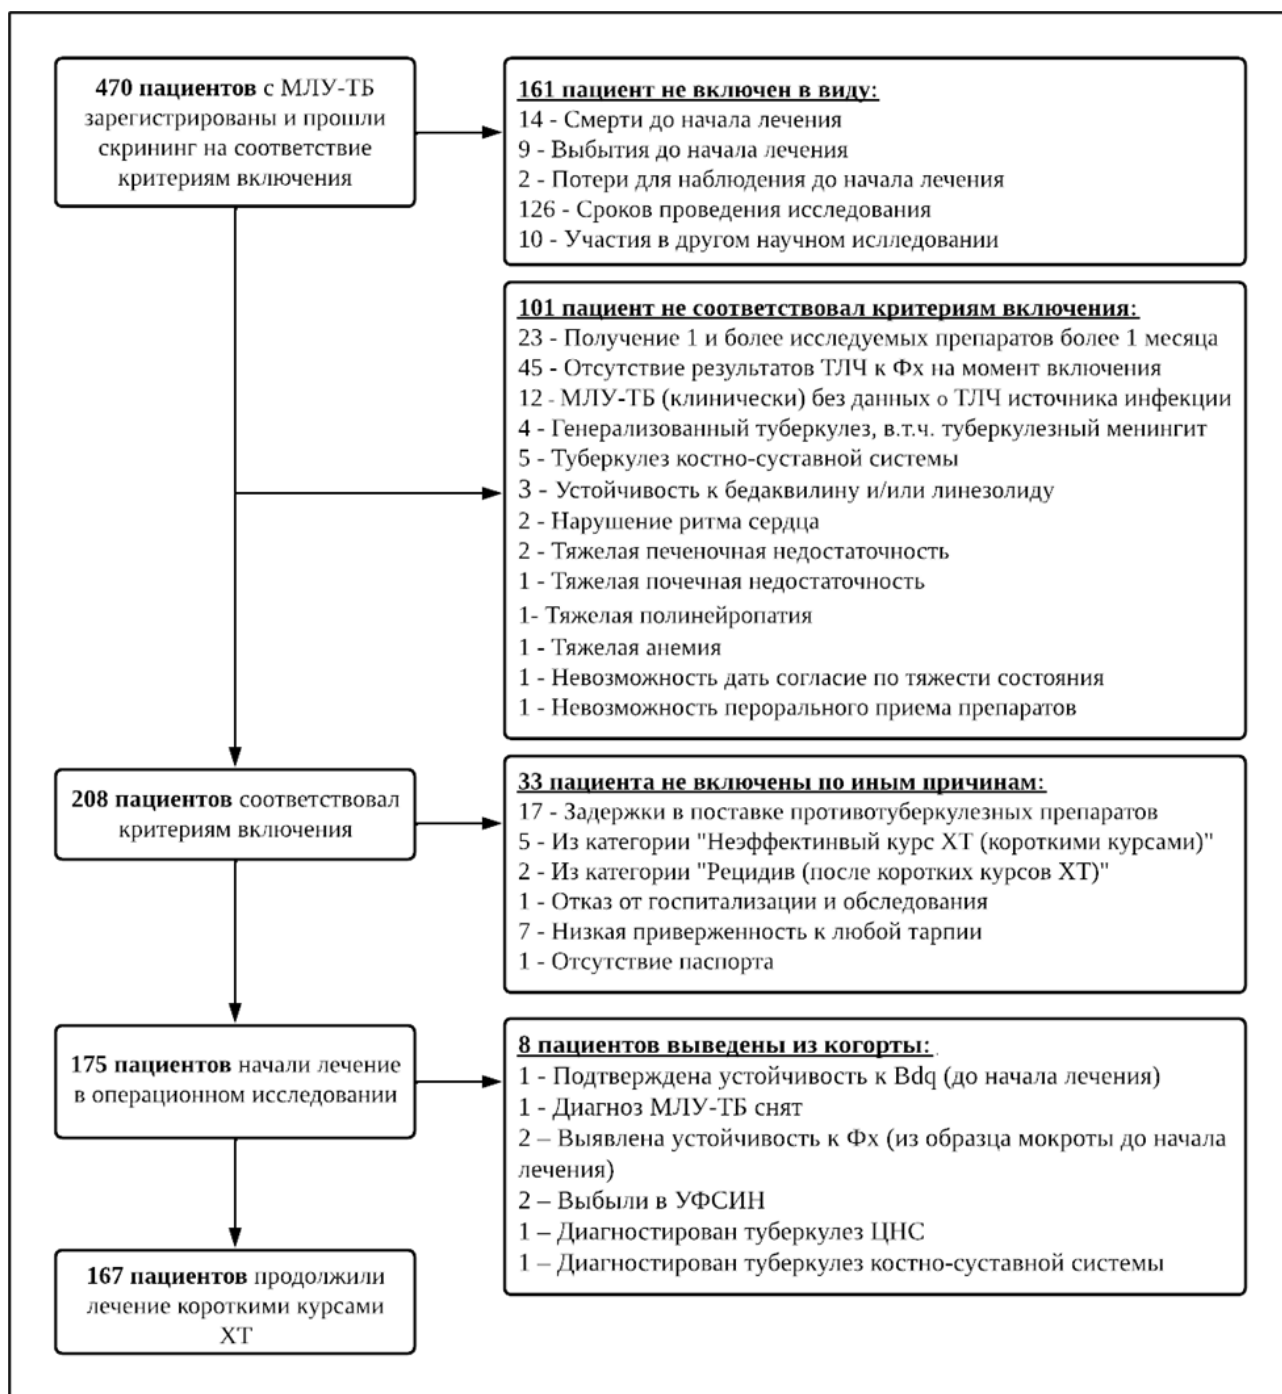 470 пациентов с МЛУ-ТБ
зарегистрированы и прошли
скрининг на соответствие
критериям включения
161 пациент не включен в виду:
14 - Смерти до начала лечения
9 - Выбытия до начала лечения
2 - Потери для наблюдения до начала лечения
126 - Сроков проведения исследования
10 - Участия в другом научном ислледовании
101 пациент не соответствовал критериям включения:
23 - Получение 1 и более исследуемых препаратов более 1 месяца
45 - Отсутствие результатов ТЛЧ к Фх на момент включения
12 - МЛУ-ТБ (клинически) без данных о ТЛЧ источника инфекции
4 - Генерализованный туберкулез, в.т.ч. туберкулезный менингит
5 - Туберкулез костно-суставной системы
3 - Устойчивость к бедаквилину и/или линезолиду
2 - Нарушение ритма сердца
2 - Тяжелая печеночная недостаточность
1 - Тяжелая почечная недостаточность
1- Тяжелая полинейропатия
1 - Тяжелая анемия
1 - Невозможность дать согласие по тяжести состояния
1 - Невозможность перорального приема препаратов
208 пациентов соответствовал
критериям включения
33 пациента не включены по иным причинам:
17 - Задержки в поставке противотуберкулезных препаратов
5 - Из категории "Неэффектинвый курс ХТ (короткими курсами)"
2 - Из категории "Рецидив (после коротких курсов ХТ)"
1 - Отказ от госпитализации и обследования
7 - Низкая приверженность к любой тарпии
1 - Отсутствие паспорта
175 пациентов начали лечение
в операционном исследовании
8 пациентов выведены из когорты:
1 - Подтверждена устойчивость к Bdq (до начала лечения)
1 - Диагноз МЛУ-ТБ снят
2 – Выявлена устойчивость к Фх (из образца мокроты до начала
лечения)
2 – Выбыли в УФСИН
1 – Диагностирован туберкулез ЦНС
1 – Диагностирован туберкулез костно-суставной системы
167 пациентов продолжили
лечение короткими курсами
ХТ